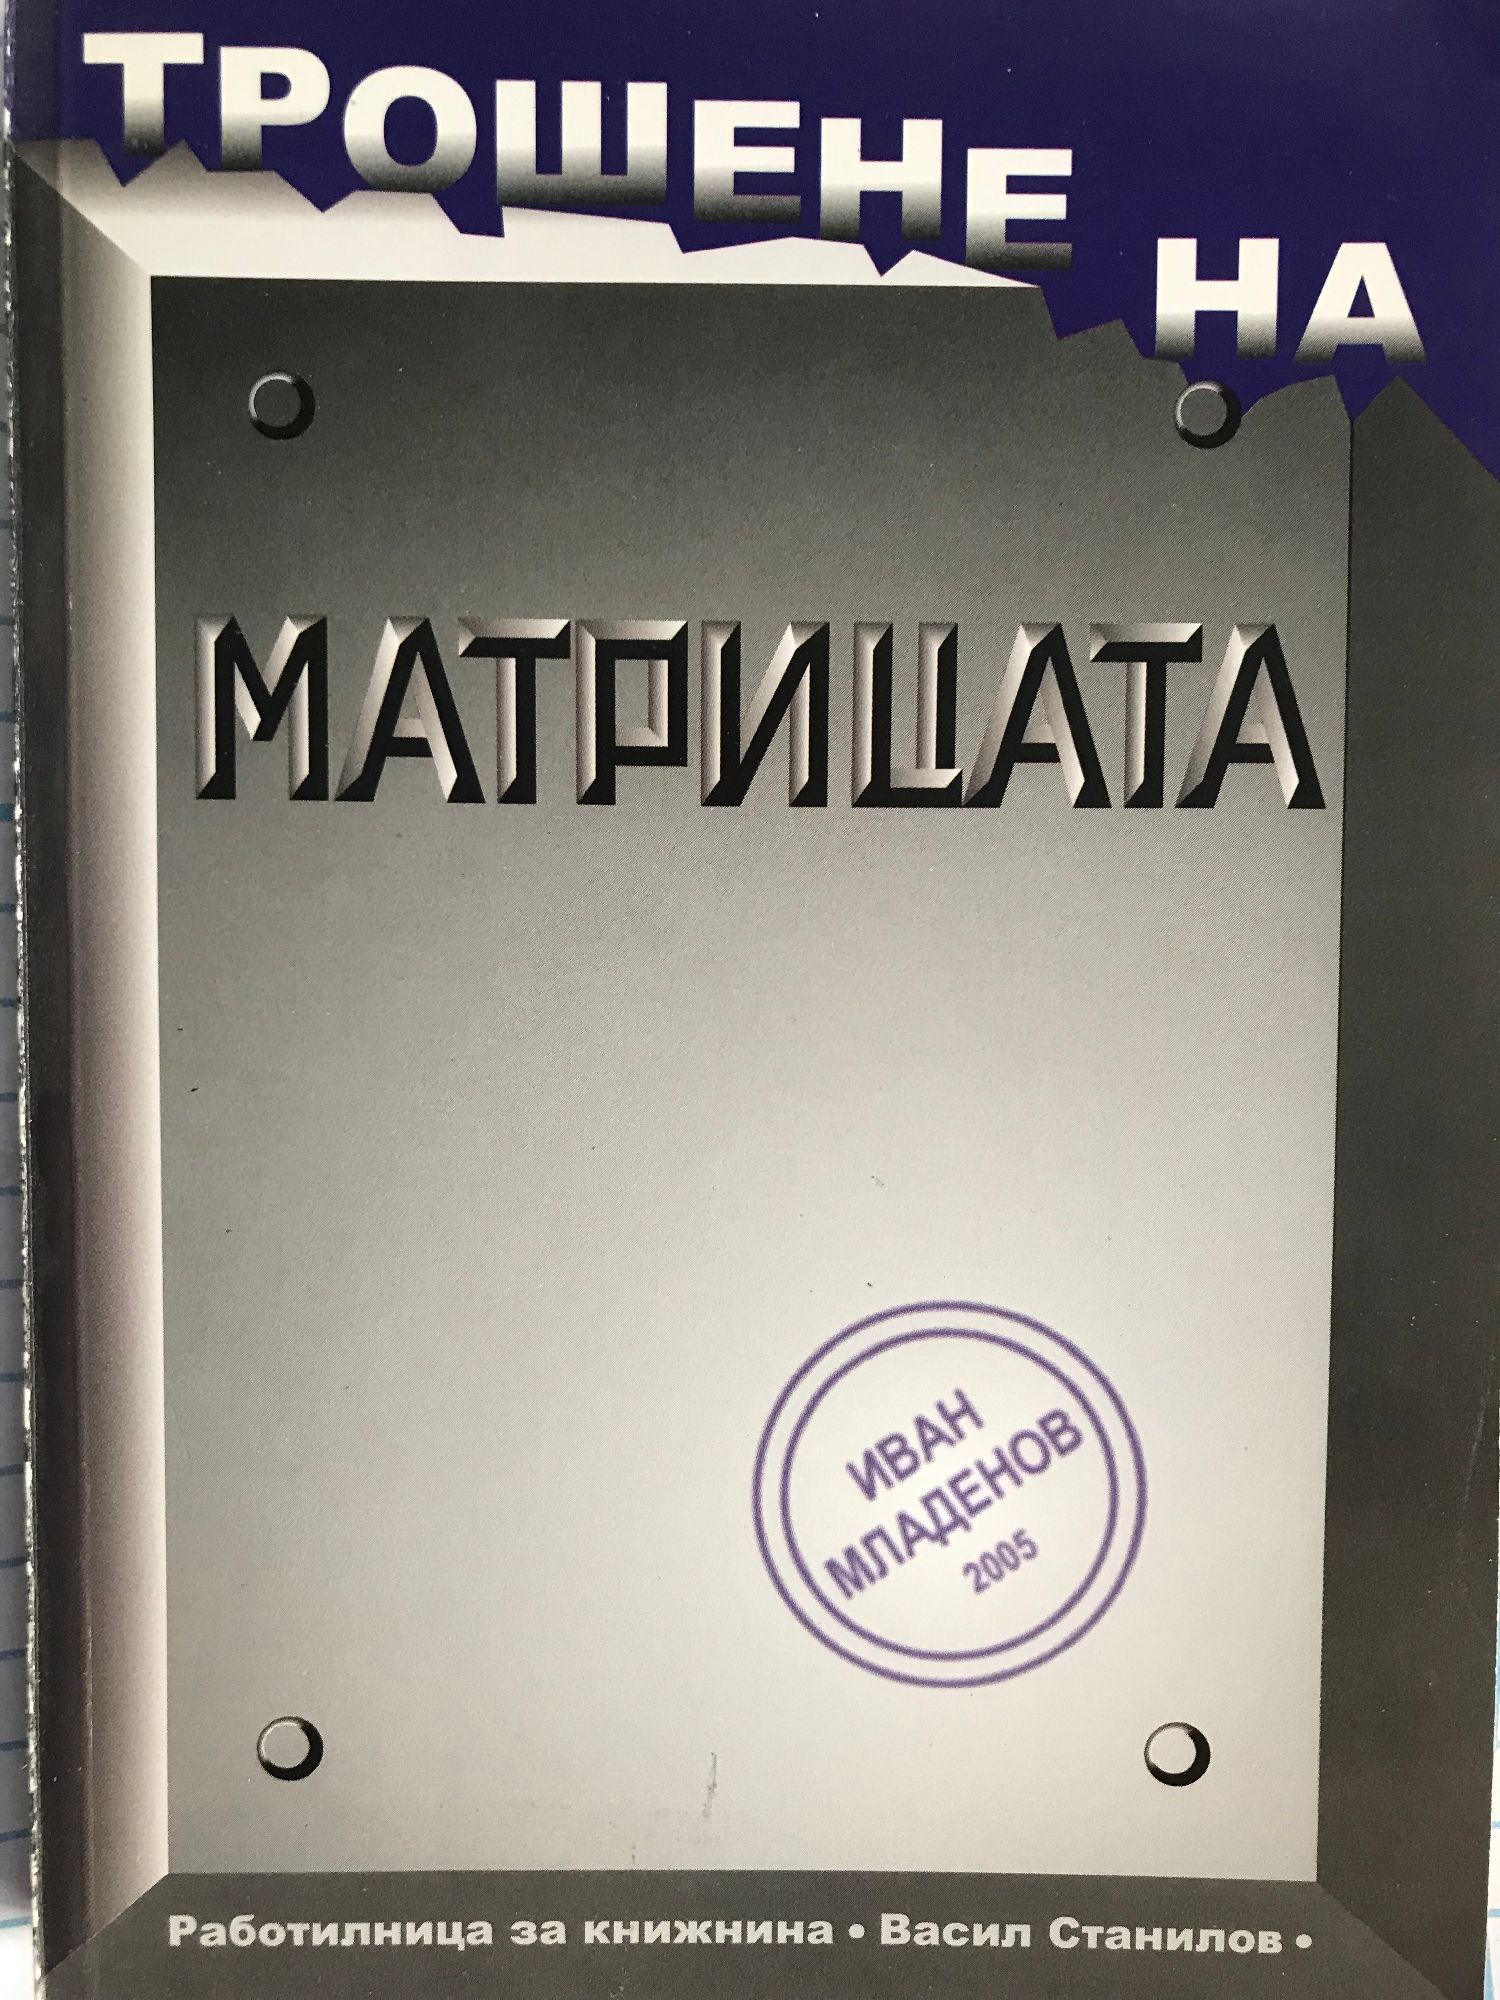 ТРОШЕНЕ НА
МАТРИЦАТА
ИВАН
МЛАДЕНОВ
2005
Работилница за книжнина • Васил Станилов •